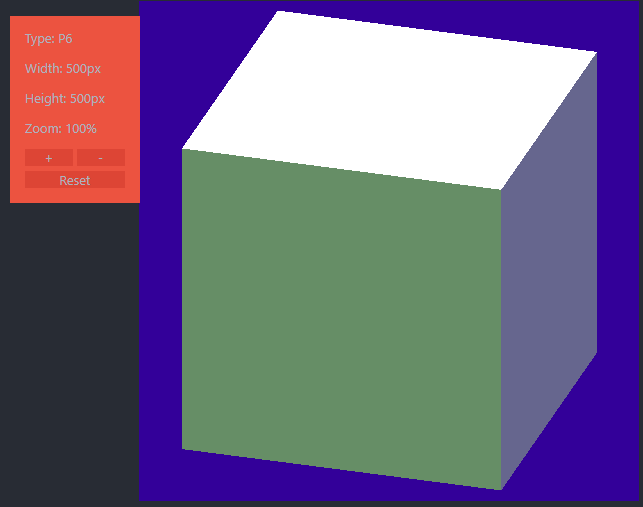 Type: P6
Width: 500px
Height: 500px
Zoom: 100%
+ -
Reset